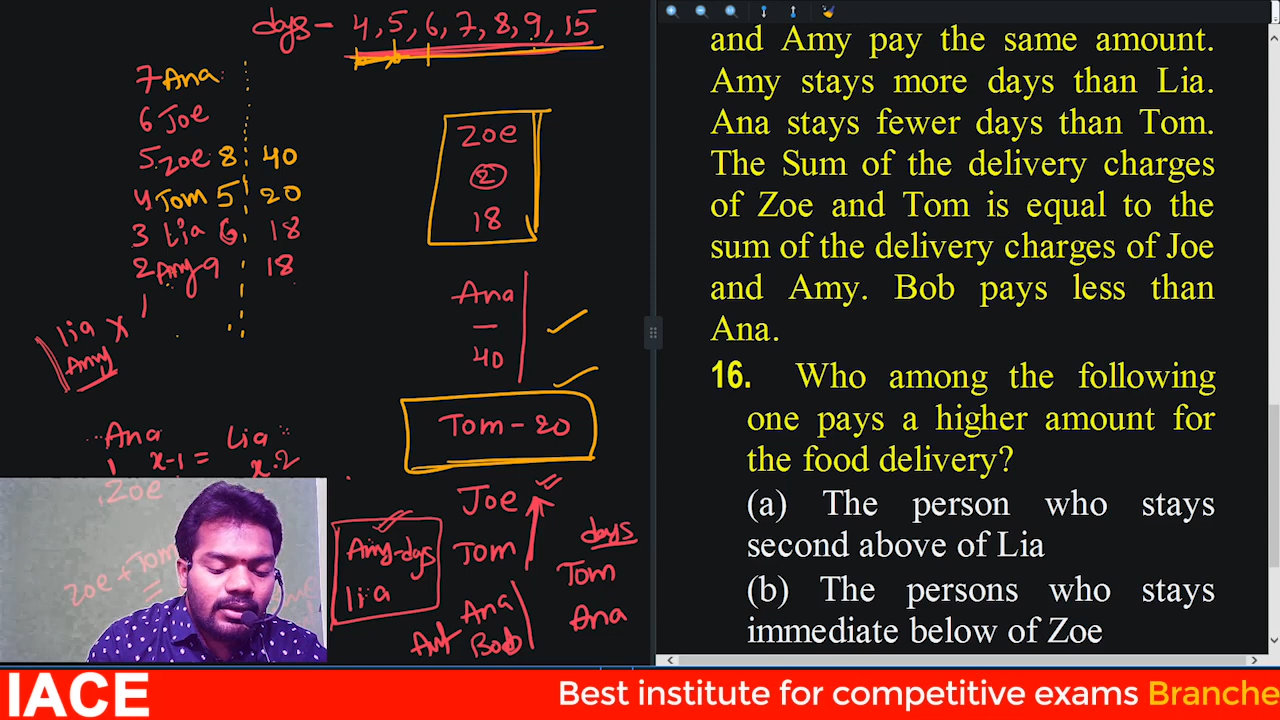 days - 4, 5, 6, 7, 8, 9, 15
7 Ana
6 Joe
5 Zoe 8 40
4 Tom 5 20
3 Lia 6 18
2 Amy 9 18
1
lia x
Amy
Zoe
2
18
Ana
40
Tom - 20
Ana Lia
1 x-1 = x.2
Zoe
Zoe + Tom
=
Joe
Tom
Amy-days
lia
Ana
Amt Bob
days
Tom
Ana
and Amy pay the same amount.
Amy stays more days than Lia.
Ana stays fewer days than Tom.
The Sum of the delivery charges
of Zoe and Tom is equal to the
sum of the delivery charges of Joe
and Amy. Bob pays less than
Ana.
16. Who among the following
one pays a higher amount for
the food delivery?
(a) The person who stays
second above of Lia
(b) The persons who stays
immediate below of Zoe
IACE
Best institute for competitive exams Branche